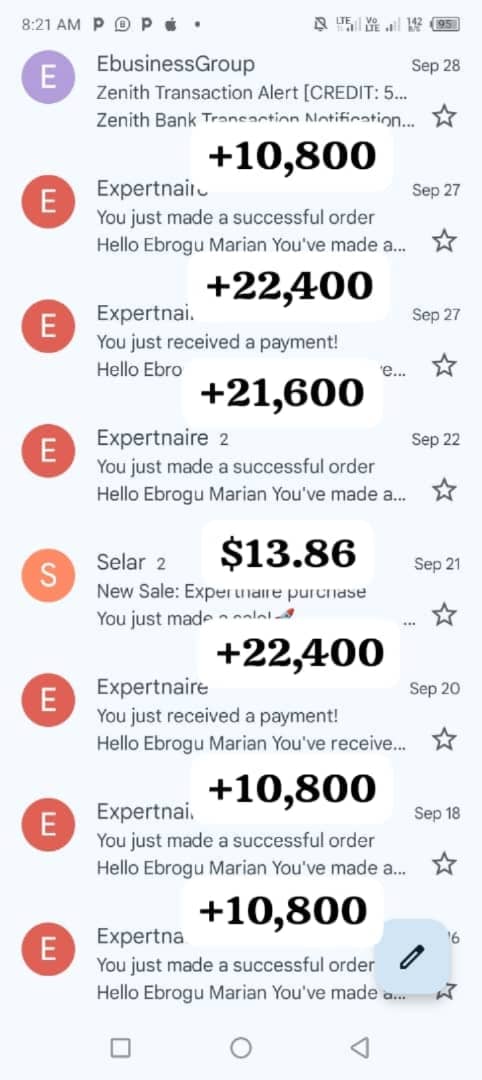 8:21 AM
LTE Vo LTE 142 B/S 95
E EbusinessGroup Sep 28
Zenith Transaction Alert [CREDIT: 5...
Zenith Bank Transaction Notification...
+10,800
E Expertnaire Sep 27
You just made a successful order
Hello Ebrogu Marian You've made a...
+22,400
E Expertnai Sep 27
You just received a payment!
Hello Ebro e...
+21,600
E Expertnaire 2 Sep 22
You just made a successful order
Hello Ebrogu Marian You've made a...
$13.86
S Selar 2 Sep 21
New Sale: Expertnaire purchase
You just made a sale! 🚀 ...
+22,400
E Expertnaire Sep 20
You just received a payment!
Hello Ebrogu Marian You've receive...
+10,800
E Expertnai Sep 18
You just made a successful order
Hello Ebrogu Marian You've made a...
+10,800
E Expertna 6
You just made a successful order
Hello Ebrogu Marian You've made a...